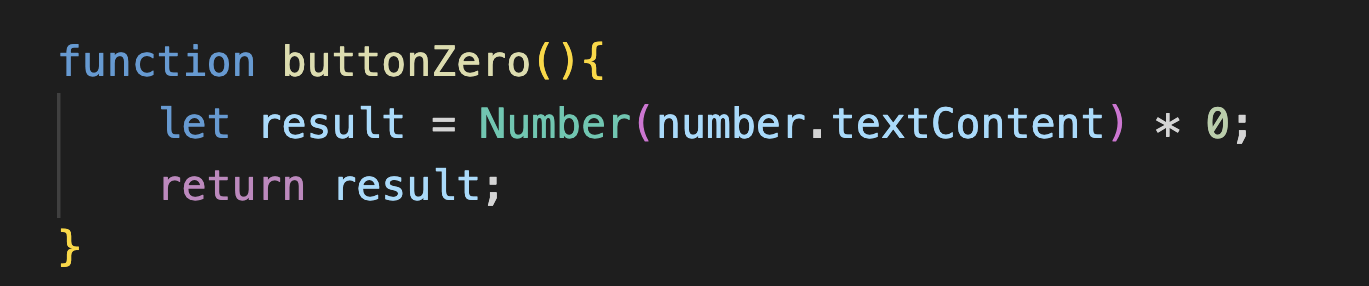 function buttonZero(){
    let result = Number(number.textContent) * 0;
    return result;
}